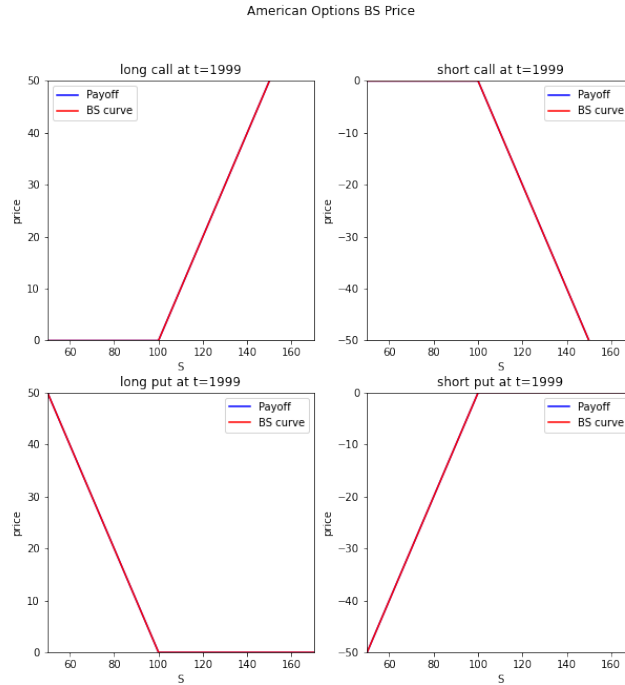 American Options BS Price
long call at t=1999
short call at t=1999
Payoff
BS curve
Payoff
BS curve
price
50
40
30
20
10
0
price
0
−10
−20
−30
−40
−50
60 80 100 120 140 160
60 80 100 120 140 160
S
S
long put at t=1999
short put at t=1999
Payoff
BS curve
Payoff
BS curve
price
50
40
30
20
10
0
price
0
−10
−20
−30
−40
−50
60 80 100 120 140 160
60 80 100 120 140 160
S
S